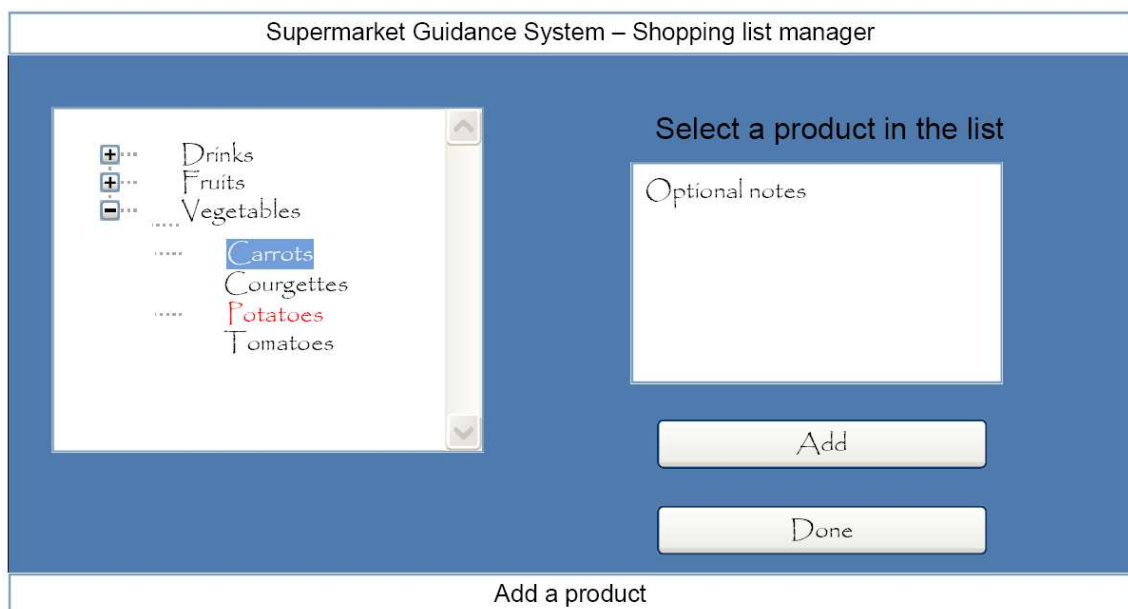 Supermarket Guidance System – Shopping list manager
Drinks
Fruits
Vegetables
Carrots
Courgettes
Potatoes
Tomatoes
Select a product in the list
Optional notes
Add
Done
Add a product